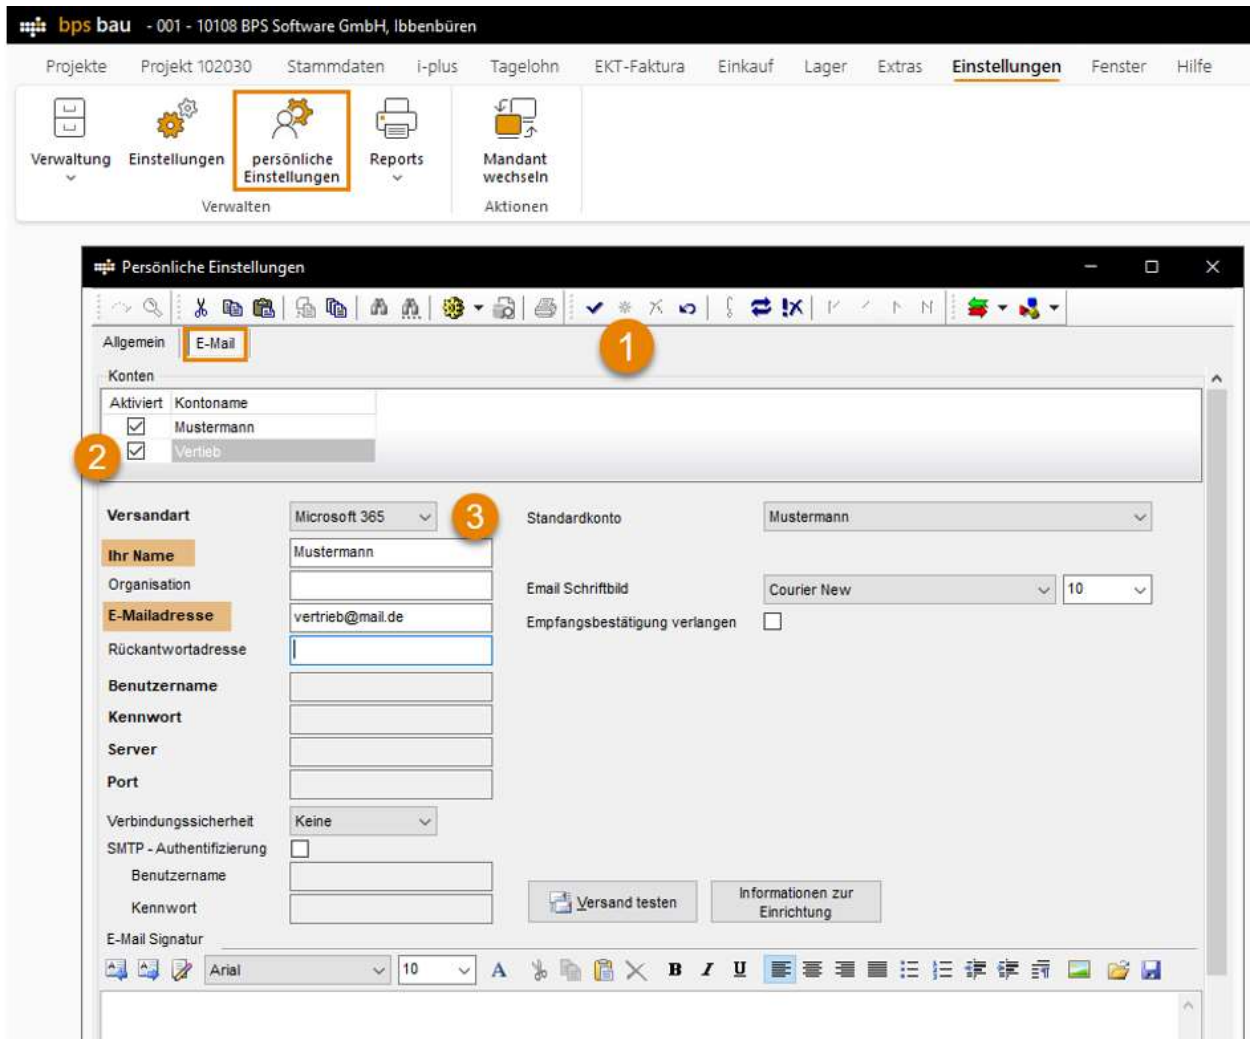 bps bau - 001 - 10108 BPS Software GmbH, Ibbenbüren
Projekte Projekt 102030 Stammdaten i-plus Tagelohn EKT-Faktura Einkauf Lager Extras Einstellungen Fenster Hilfe
Verwaltung Einstellungen persönliche Einstellungen Reports Mandant wechseln
Verwalten Aktionen
Persönliche Einstellungen
Allgemein E-Mail 1
Konten
Aktiviert Kontoname
Mustermann
2 Vertieb
Versandart Microsoft 365 3 Standardkonto Mustermann
Ihr Name Mustermann
Organisation Email Schriftbild Courier New 10
E-Mailadresse vertrieb@mail.de Empfangsbestätigung verlangen
Rückantwortadresse
Benutzername
Kennwort
Server
Port
Verbindungssicherheit Keine
SMTP - Authentifizierung
Benutzername
Kennwort Versand testen Informationen zur Einrichtung
E-Mail Signatur
Arial 10 A B I U